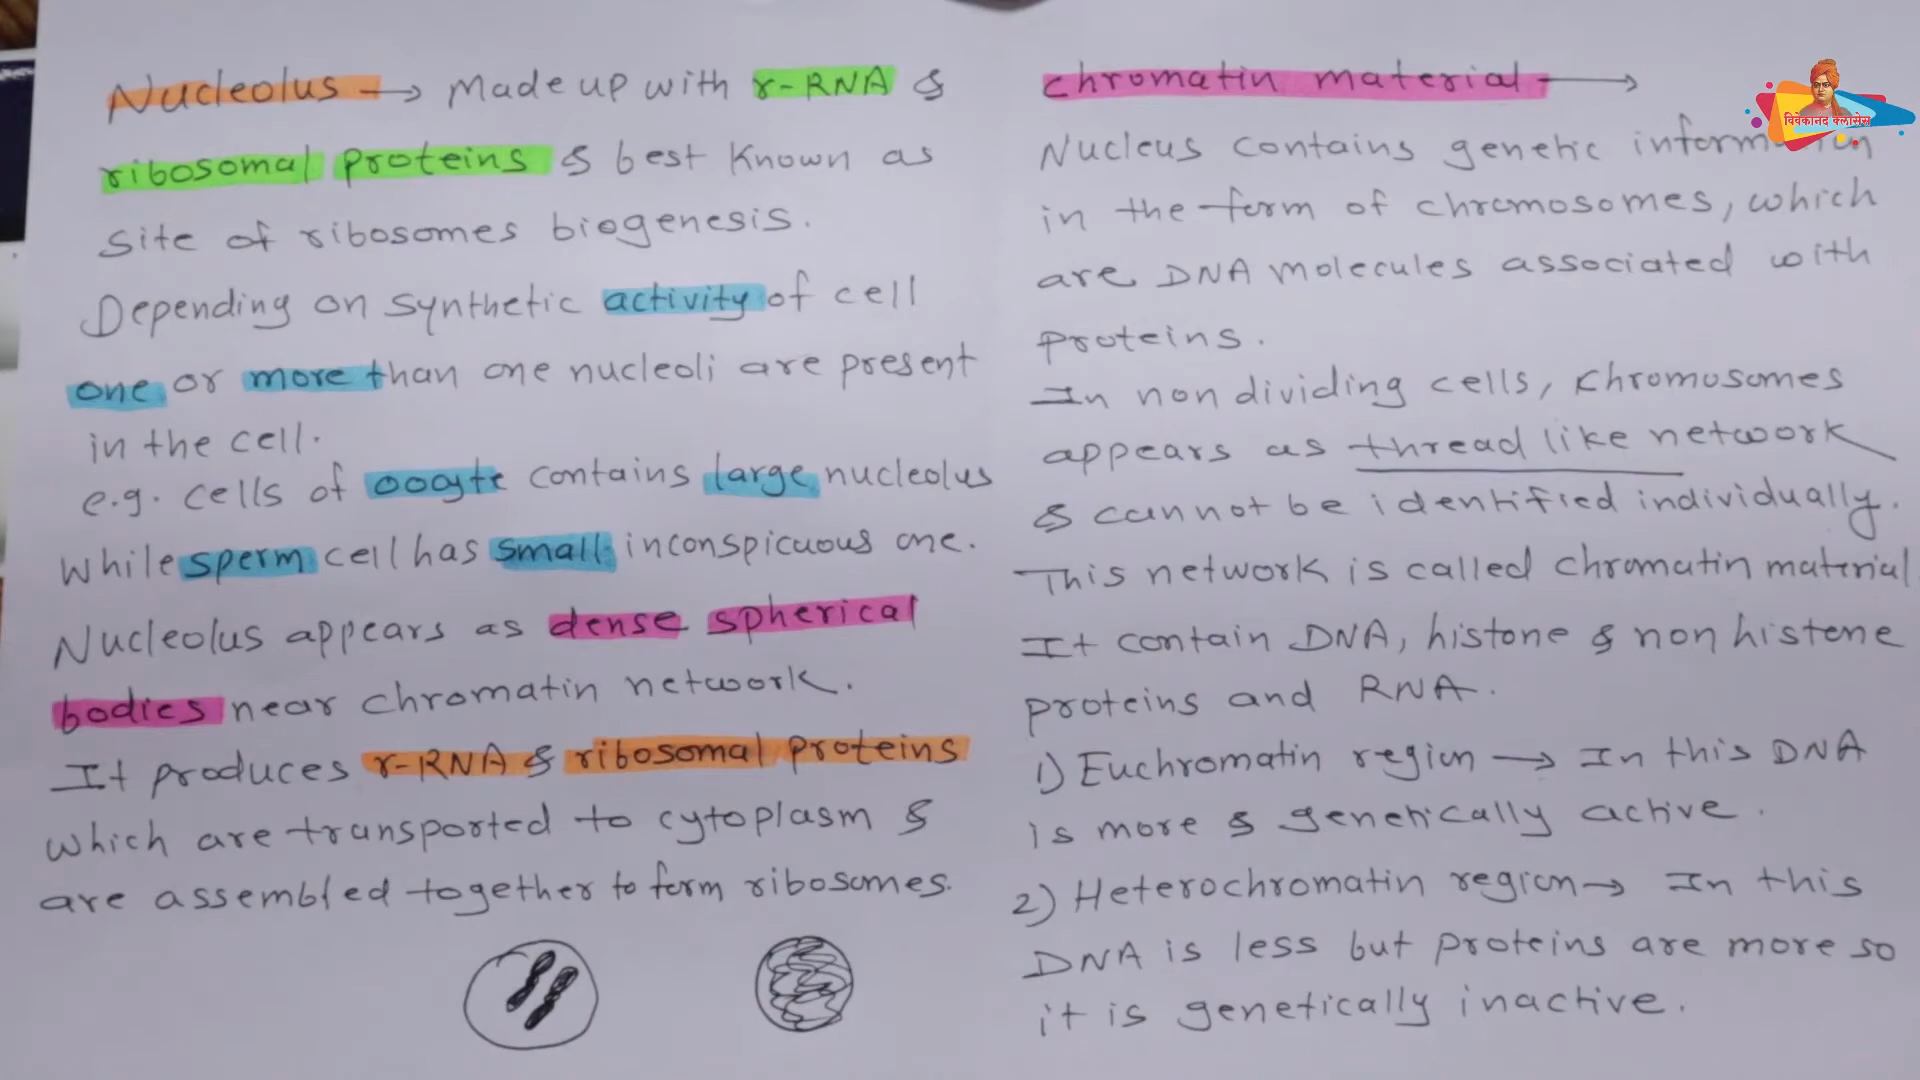 Nucleolus → Made up with r-RNA &
ribosomal proteins & best known as
site of ribosomes biogenesis.
Depending on synthetic activity of cell
one or more than one nucleoli are present
in the cell.
e.g. cells of oocyte contains large nucleolus
While sperm cell has small inconspicuous one.
Nucleolus appears as dense spherical
bodies near chromatin network.
It produces r-RNA & ribosomal proteins
which are transported to cytoplasm &
are assembled together to form ribosomes.
chromatin material →
Nucleus contains genetic information
in the form of chromosomes, which
are DNA molecules associated with
proteins.
In non dividing cells, chromosomes
appears as thread like network
& cannot be identified individually.
This network is called chromatin material
It contain DNA, histone & non histone
proteins and RNA.
1) Euchromatin region → In this DNA
is more & genetically active.
2) Heterochromatin region → In this
DNA is less but proteins are more so
it is genetically inactive.
विवेकानंद क्लासेस